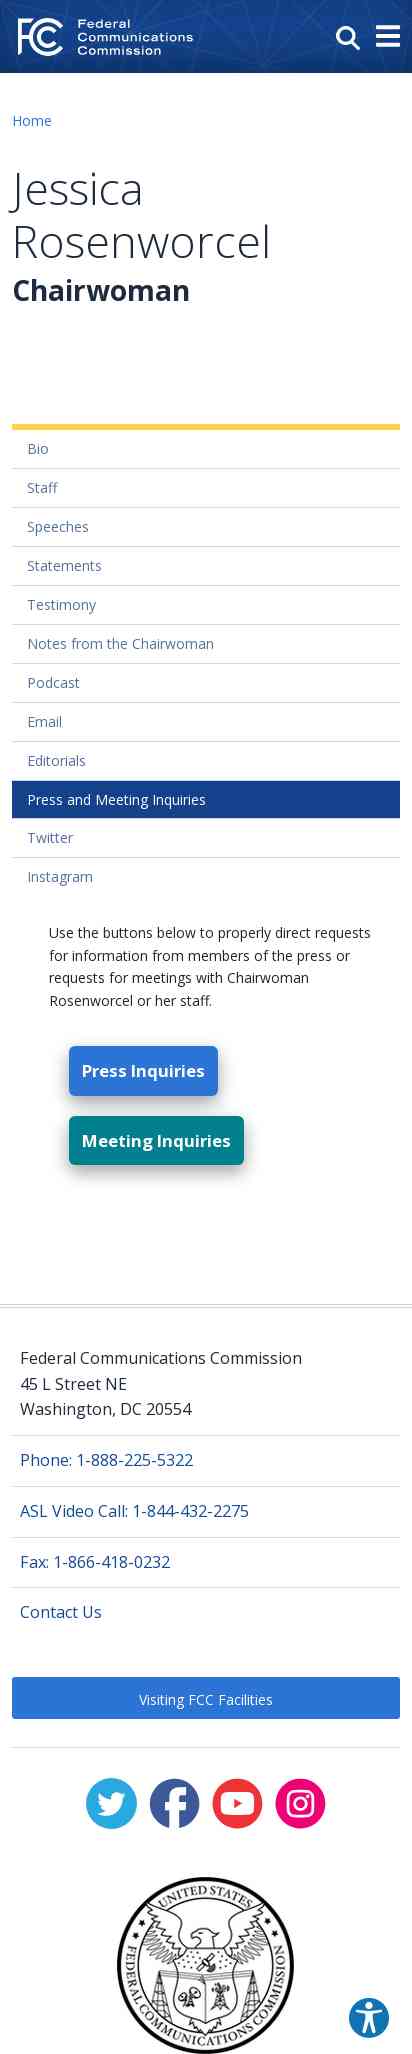 FCC
Federal
Communications
Commission
Home
Jessica
Rosenworcel
Chairwoman
Bio
Staff
Speeches
Statements
Testimony
Notes from the Chairwoman
Podcast
Email
Editorials
Press and Meeting Inquiries
Twitter
Instagram
Use the buttons below to properly direct requests
for information from members of the press or
requests for meetings with Chairwoman
Rosenworcel or her staff.
Press Inquiries
Meeting Inquiries
Federal Communications Commission
45 L Street NE
Washington, DC 20554
Phone: 1-888-225-5322
ASL Video Call: 1-844-432-2275
Fax: 1-866-418-0232
Contact Us
Visiting FCC Facilities
UNITED STATES
FEDERAL COMMUNICATIONS COMMISSION